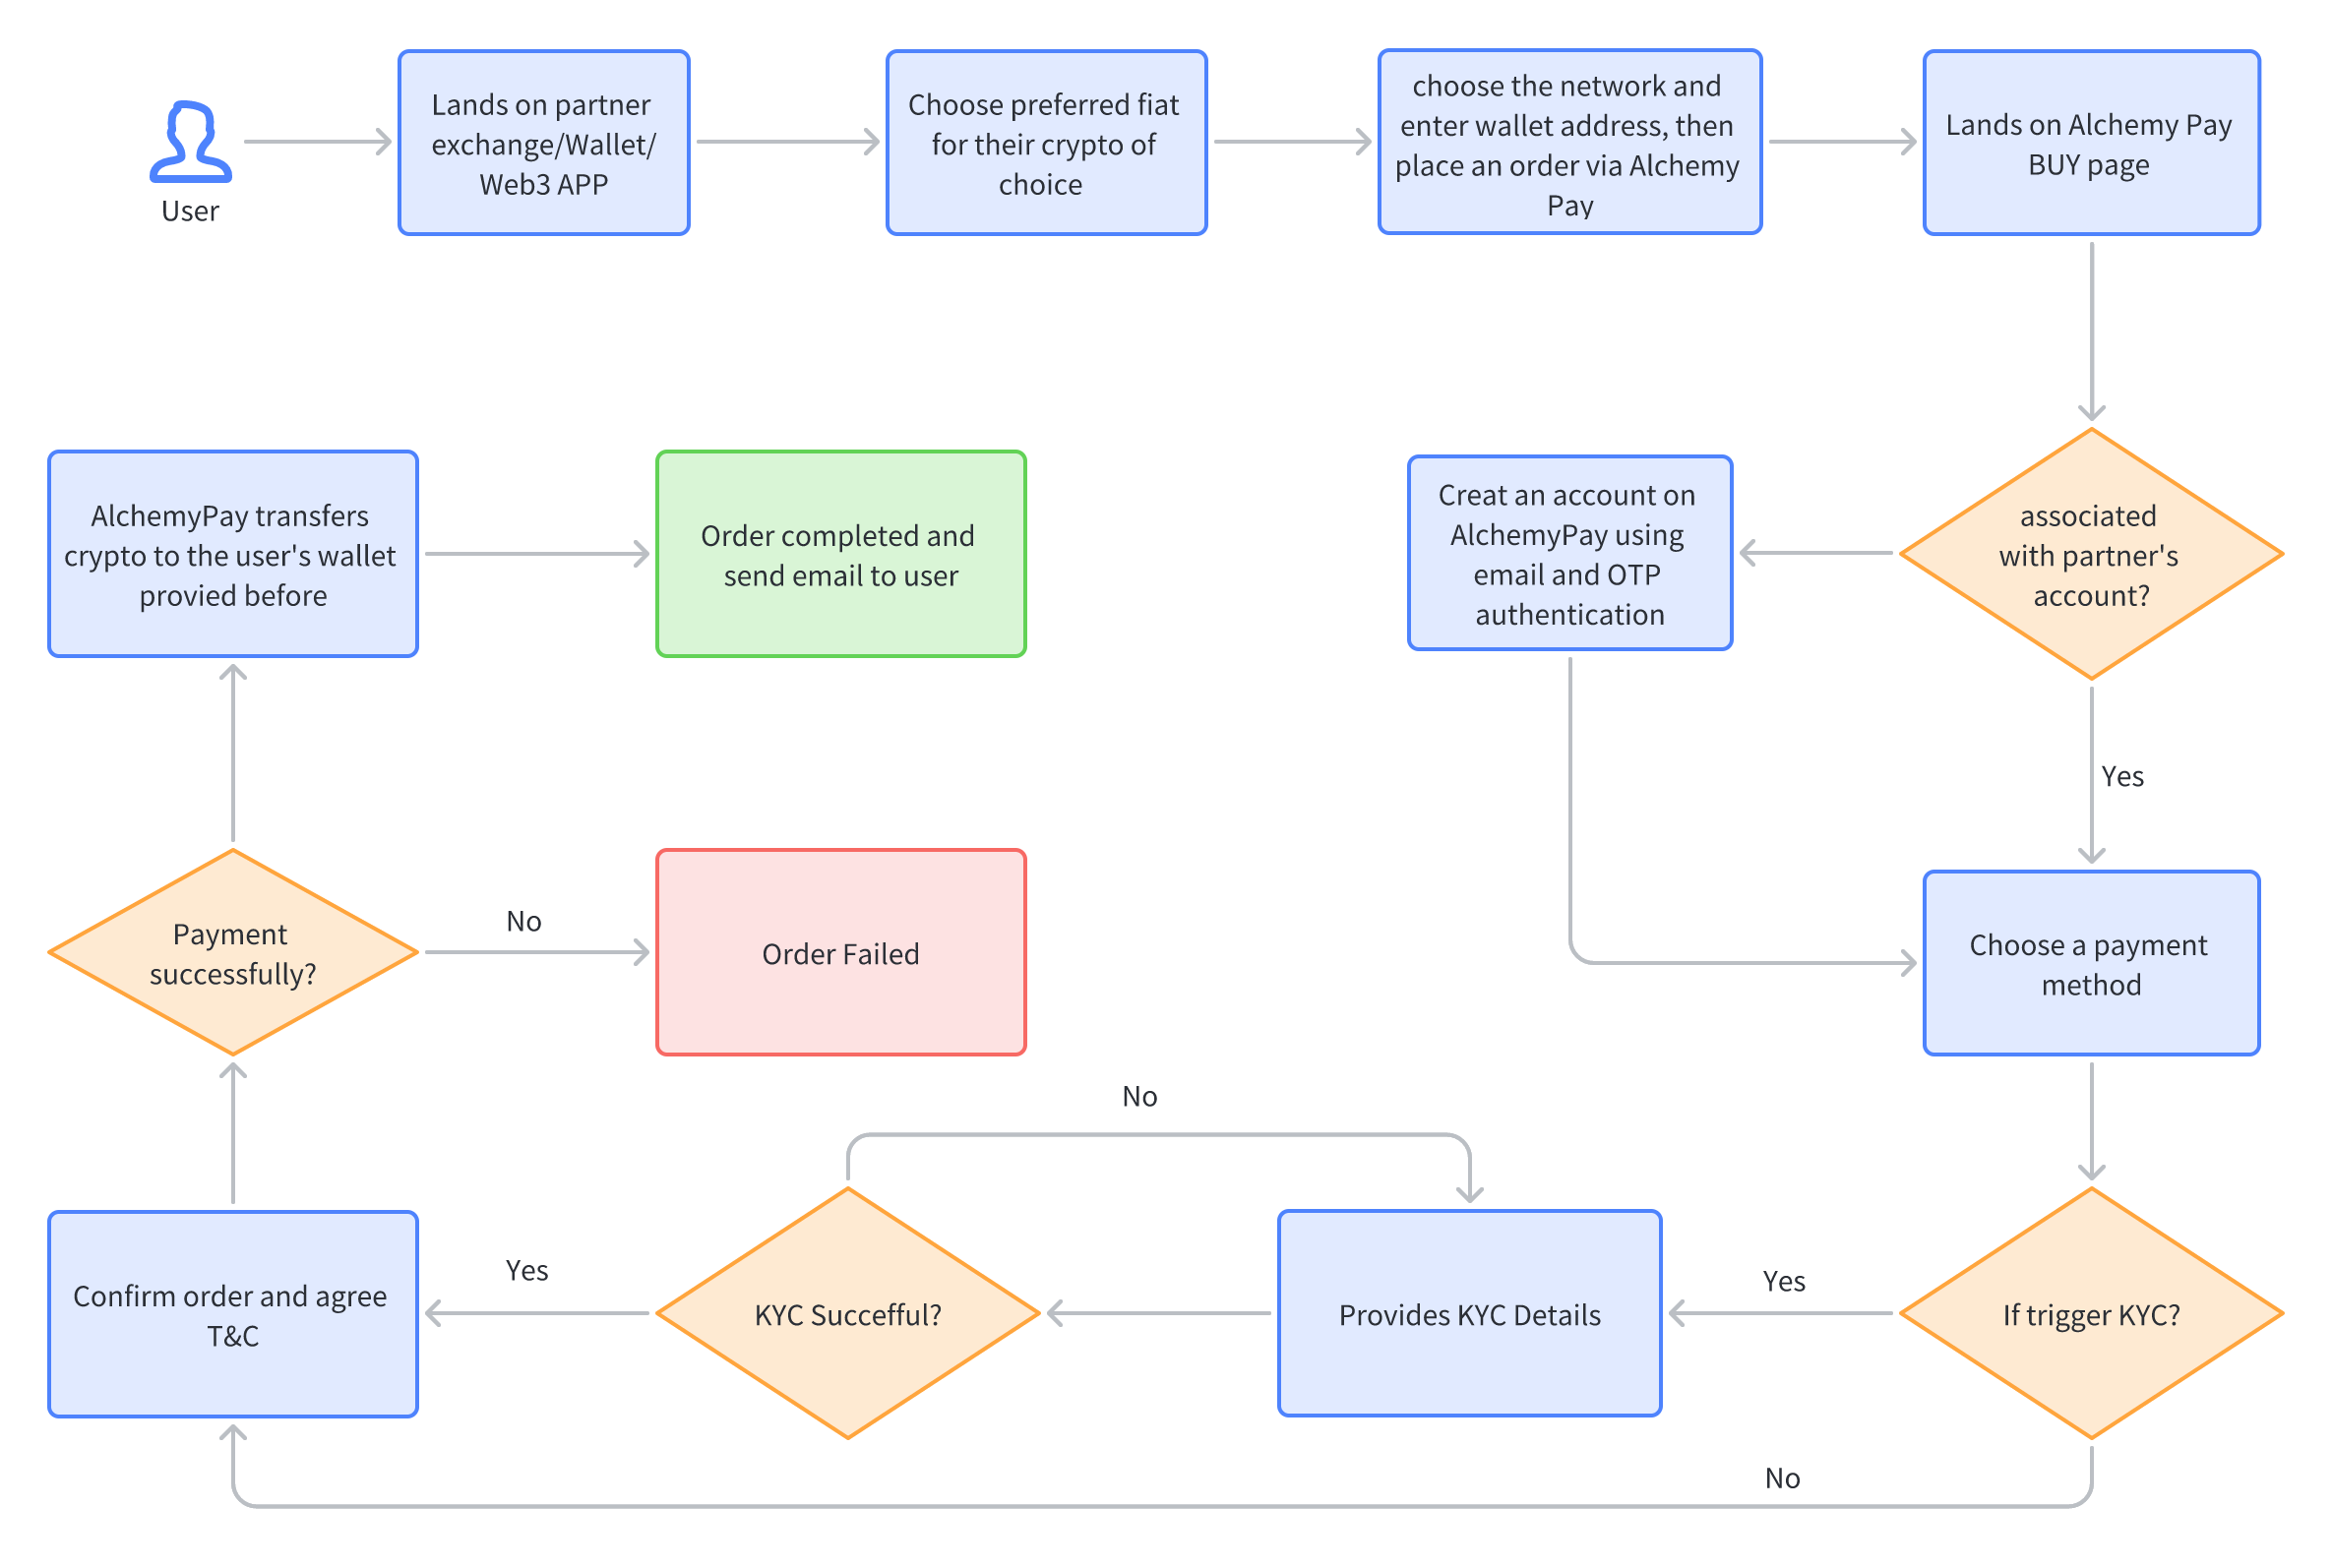 User
Lands on partner
exchange/Wallet/
Web3 APP
Choose preferred fiat
for their crypto of
choice
choose the network and
enter wallet address, then
place an order via Alchemy
Pay
Lands on Alchemy Pay
BUY page
associated
with partner's
account?
Creat an account on
AlchemyPay using
email and OTP
authentication
Yes
Choose a payment
method
If trigger KYC?
Yes
No
Provides KYC Details
KYC Succefful?
No
Yes
Confirm order and agree
T&C
Payment
successfully?
No
Order Failed
AlchemyPay transfers
crypto to the user's wallet
provied before
Order completed and
send email to user